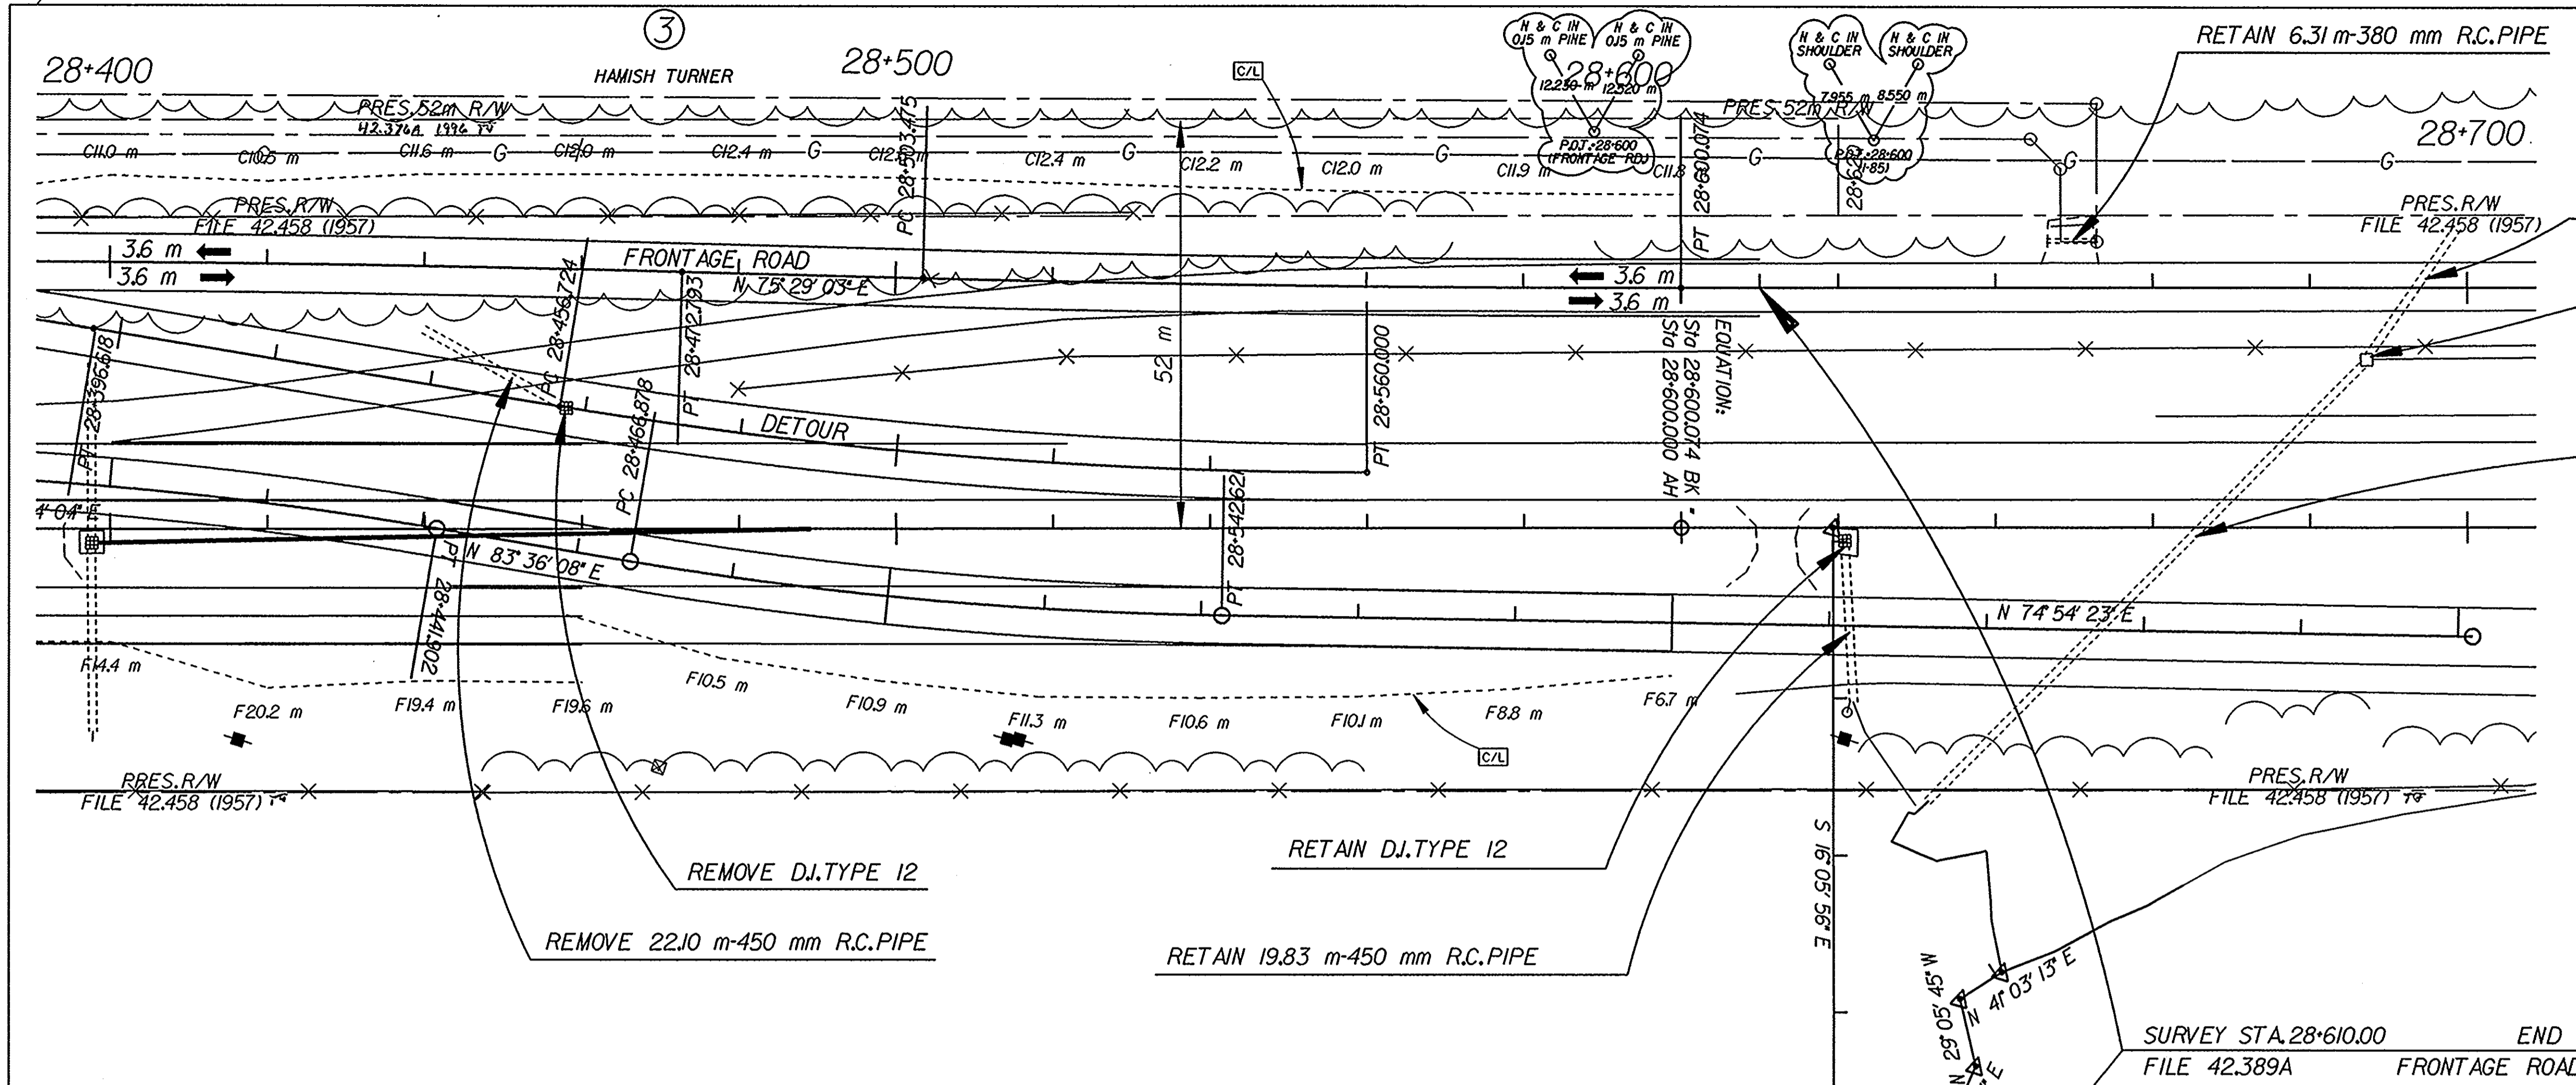 3
28+400
HAMISH TURNER
28+500
C/L
N & C IN
0.15 m PINE
N & C IN
0.15 m PINE
28+600
12.230 m
12.520 m
P.O.T.+28+600
(FRONTAGE RD.)
N & C IN
SHOULDER
N & C IN
SHOULDER
7.955 m
8.550 m
P.O.T.+28+600
(I-85)
RETAIN 6.31 m-380 mm R.C.PIPE
28+700
PRES.52m R/W
42.376A 1996
PRES.52m R/W
C11.0 m
C10.5 m
C11.6 m
G
C12.0 m
C12.4 m
G
G
C12.4 m
G
C12.2 m
C12.0 m
G
C11.9 m
C11.8
G
G
G
PRES.R/W
FILE 42.458 (1957)
PRES.R/W
FILE 42.458 (1957)
PC 28+503.475
PT 28+600.074
28+620
3.6 m
3.6 m
FRONTAGE ROAD
N 75° 29' 03" E
3.6 m
3.6 m
PT 28+396.618
PC 28+456.724
PT 28+472.793
PC 28+466.878
52 m
PT 28+560.000
EQUATION:
Sta 28+600.074 BK
Sta 28+600.000 AH
DETOUR
4'04" E
N 83° 36' 08" E
PT 28+441.902
PT 28+542.621
N 74° 54' 23" E
F14.4 m
F20.2 m
F19.4 m
F19.6 m
F10.5 m
F10.9 m
F11.3 m
F10.6 m
F10.1 m
F8.8 m
F6.7 m
C/L
PRES.R/W
FILE 42.458 (1957)
PRES.R/W
FILE 42.458 (1957)
REMOVE D.I.TYPE 12
RETAIN D.I.TYPE 12
REMOVE 22.10 m-450 mm R.C.PIPE
RETAIN 19.83 m-450 mm R.C.PIPE
S 16° 05' 56" E
N 41° 03' 13" E
N 29° 05' 45" W
N
E
SURVEY STA.28+610.00 END
FILE 42.389A FRONTAGE ROAD